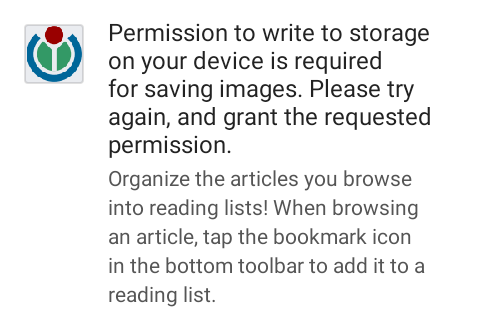 Permission to write to storage
on your device is required
for saving images. Please try
again, and grant the requested
permission.
Organize the articles you browse
into reading lists! When browsing
an article, tap the bookmark icon
in the bottom toolbar to add it to a
reading list.